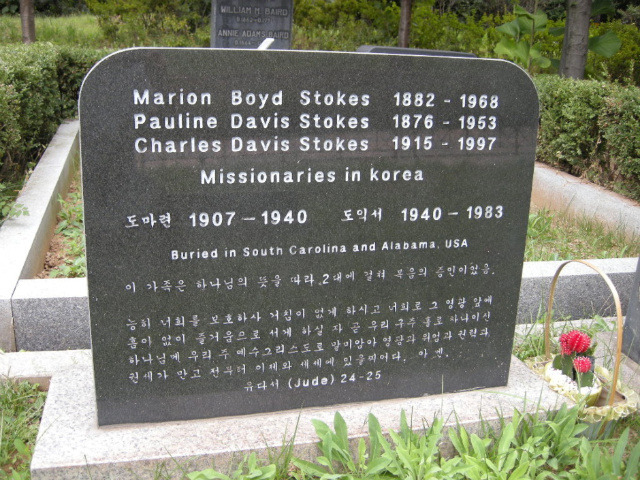 WILLIAM M. BAIRD
ANNIE ADAMS BAIRD
Marion Boyd Stokes 1882 - 1968
Pauline Davis Stokes 1876 - 1953
Charles Davis Stokes 1915 - 1997
Missionaries in korea
도마련 1907 - 1940 도익서 1940 - 1983
Buried in South Carolina and Alabama, USA
이 가족은 하나님의 뜻을 따라 2대에 걸쳐 복음의 증인이었음.
능히 너희를 보호하사 거침이 없게 하시고 너희로 그 영광 앞에
흠이 없이 즐거움으로 서게 하실 자 곧 우리 구주 홀로 하나이신
하나님께 우리 주 예수그리스도로 말미암아 영광과 위엄과 권력과
권세가 만고 전부터 이제와 세세에 있을찌어다. 아멘.
유다서 (Jude) 24-25